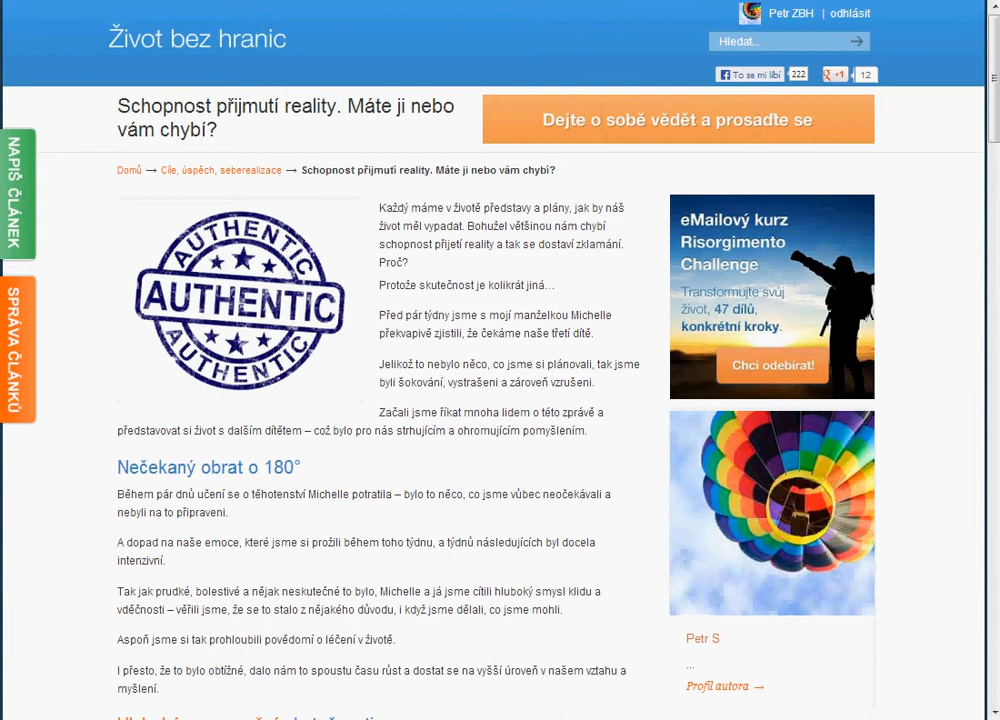 Petr ZBH | odhlásit
Život bez hranic
Hledat...
To se mi líbí 222
+1 12
Schopnost přijmutí reality. Máte ji nebo
vám chybí?
Dejte o sobě vědět a prosaďte se
NAPIŠ ČLÁNEK
SPRÁVA ČLÁNKŮ
Domů → Cíle, úspěch, seberealizace → Schopnost přijmutí reality. Máte ji nebo vám chybí?
AUTHENTIC
AUTHENTIC
AUTHENTIC
Každý máme v životě představy a plány, jak by náš
život měl vypadat. Bohužel většinou nám chybí
schopnost přijetí reality a tak se dostaví zklamání.
Proč?
Protože skutečnost je kolikrát jiná...
Před pár týdny jsme s mojí manželkou Michelle
překvapivě zjistili, že čekáme naše třetí dítě.
Jelikož to nebylo něco, co jsme si plánovali, tak jsme
byli šokováni, vystrašeni a zároveň vzrušeni.
Začali jsme říkat mnoha lidem o této zprávě a
představovat si život s dalším dítětem – což bylo pro nás strhujícím a ohromujícím pomyšlením.
Nečekaný obrat o 180°
Během pár dnů učení se o těhotenství Michelle potratila – bylo to něco, co jsme vůbec neočekávali a
nebyli na to připraveni.
A dopad na naše emoce, které jsme si prožili během toho týdnu, a týdnů následujících byl docela
intenzivní.
Tak jak prudké, bolestivé a nějak neskutečné to bylo, Michelle a já jsme cítili hluboký smysl klidu a
vděčnosti – věřili jsme, že se to stalo z nějakého důvodu, i když jsme dělali, co jsme mohli.
Aspoň jsme si tak prohloubili povědomí o léčení v životě.
I přesto, že to bylo obtížné, dalo nám to spoustu času růst a dostat se na vyšší úroveň v našem vztahu a
myšlení.
eMailový kurz
Risorgimento
Challenge
Transformujte svůj
život, 47 dílů,
konkrétní kroky.
Chci odebírat!
Petr S
...
Profil autora →